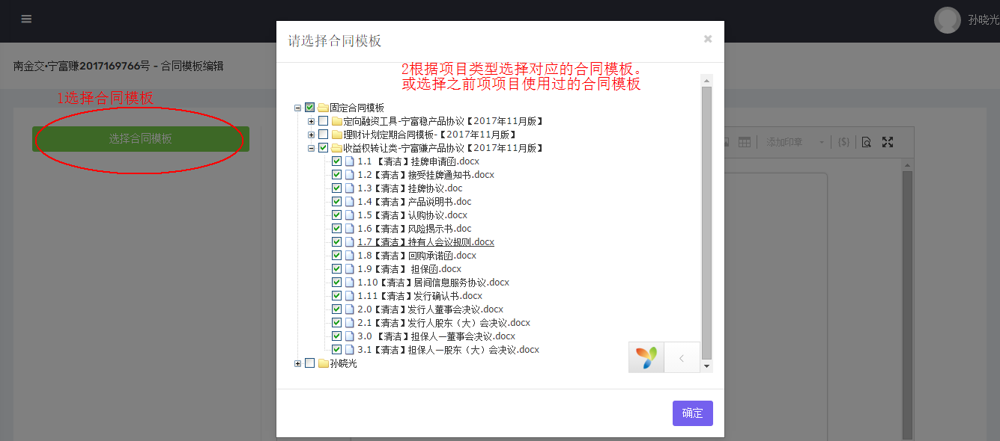 孙晓光
请选择合同模板
×
南金交•宁富赚2017169766号 - 合同模板编辑
2根据项目类型选择对应的合同模板。
或选择之前项项目使用过的合同模板
1选择合同模板
选择合同模板
添加印章
{$}
固定合同模板
定向融资工具-宁富稳产品协议【2017年11月版】
理财计划定期合同模板-【2017年11月版】
收益权转让类-宁富赚产品协议【2017年11月版】
1.1 【清洁】挂牌申请函.docx
1.2【清洁】接受挂牌通知书.docx
1.3【清洁】挂牌协议.doc
1.4【清洁】产品说明书.doc
1.5【清洁】认购协议.docx
1.6【清洁】风险揭示书.doc
1.7【清洁】持有人会议规则.docx
1.8【清洁】回购承诺函.docx
1.9【清洁】 担保函.docx
1.10【清洁】居间信息服务协议.docx
1.11【清洁】发行确认书.docx
2.0【清洁】发行人董事会决议.docx
2.1【清洁】发行人股东（大）会决议.docx
3.0 【清洁】担保人—董事会决议.docx
3.1【清洁】担保人—股东（大）会决议.docx
孙晓光
确定